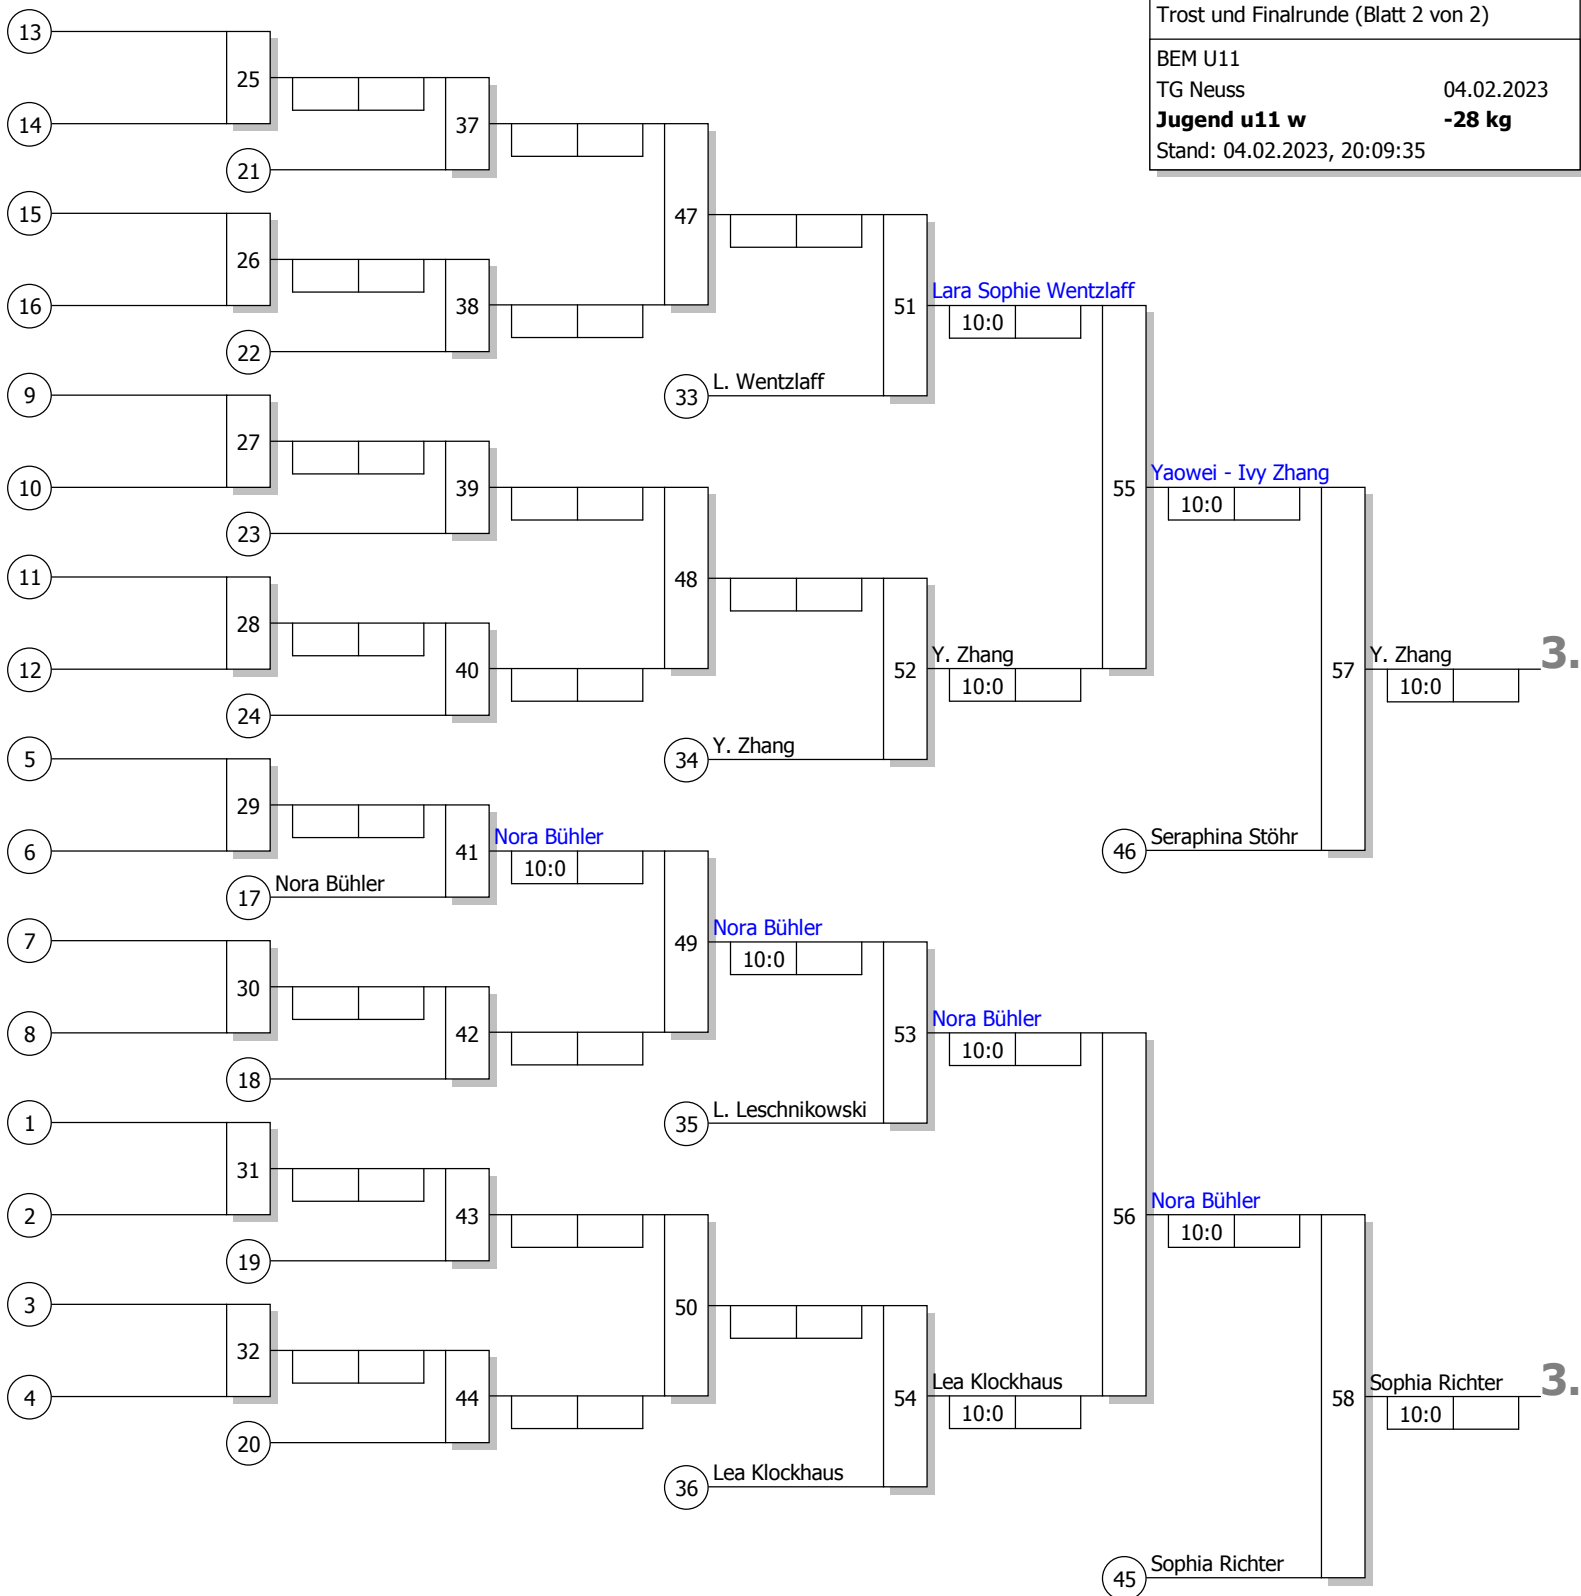 Trost und Finalrunde (Blatt 2 von 2)
BEM U11
TG Neuss 04.02.2023
Jugend u11 w -28 kg
Stand: 04.02.2023, 20:09:35
13
25
14
37
21
15
47
26
16
38
22
51
Lara Sophie Wentzlaff
10:0
33 L. Wentzlaff
9
27
10
39
23
55
Yaowei - Ivy Zhang
10:0
11
48
28
12
40
24
52
Y. Zhang
10:0
57
Y. Zhang
10:0
3.
34 Y. Zhang
5
29
6
41
Nora Bühler
10:0
17 Nora Bühler
46 Seraphina Stöhr
7
49
Nora Bühler
10:0
30
8
42
18
53
Nora Bühler
10:0
35 L. Leschnikowski
1
31
2
43
19
56
Nora Bühler
10:0
3
50
32
4
44
20
54
Lea Klockhaus
10:0
58
Sophia Richter
10:0
3.
36 Lea Klockhaus
45 Sophia Richter